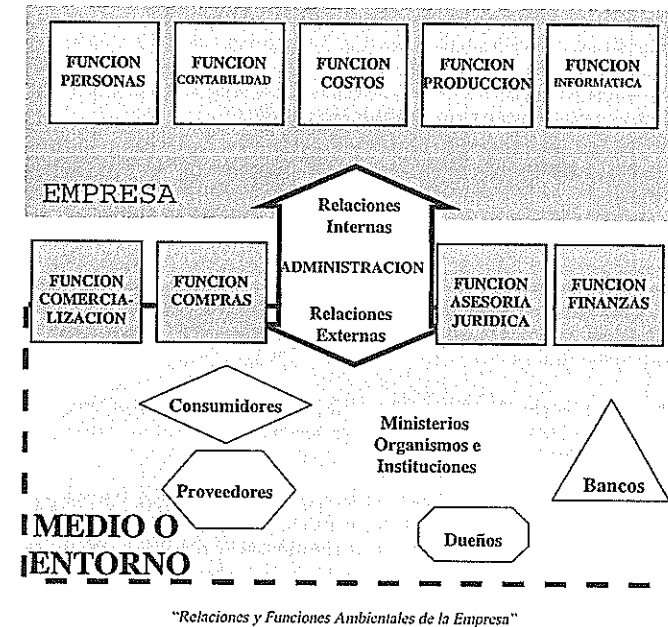 FUNCION
PERSONAS
FUNCION
CONTABILIDAD
FUNCION
COSTOS
FUNCION
PRODUCCION
FUNCION
INFORMATICA
EMPRESA
Relaciones
Internas
ADMINISTRACION
Relaciones
Externas
FUNCION
COMERCIA-
LIZACION
FUNCION
COMPRAS
FUNCION
ASESORIA
JURIDICA
FUNCION
FINANZAS
Consumidores
Proveedores
Ministerios
Organismos e
Instituciones
Dueños
Bancos
MEDIO O
ENTORNO
"Relaciones y Funciones Ambientales de la Empresa"